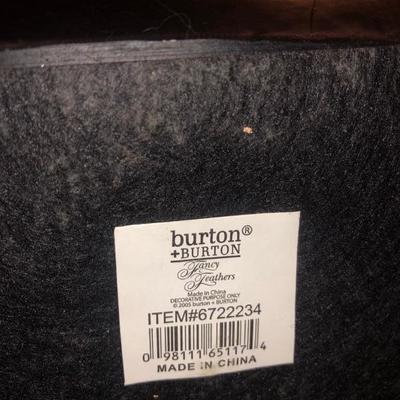 burton®
+BURTON
Fancy
Feathers
Made in China
DECORATIVE PURPOSE ONLY
© 2005 burton + BURTON
ITEM#6722234
0 98111 65117 4
MADE IN CHINA